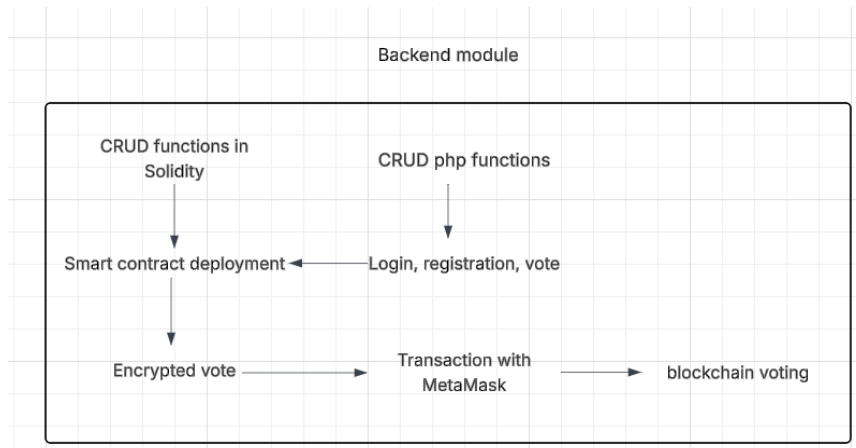 Backend module
CRUD functions in
Solidity
CRUD php functions
Smart contract deployment
Login, registration, vote
Encrypted vote
Transaction with
MetaMask
blockchain voting